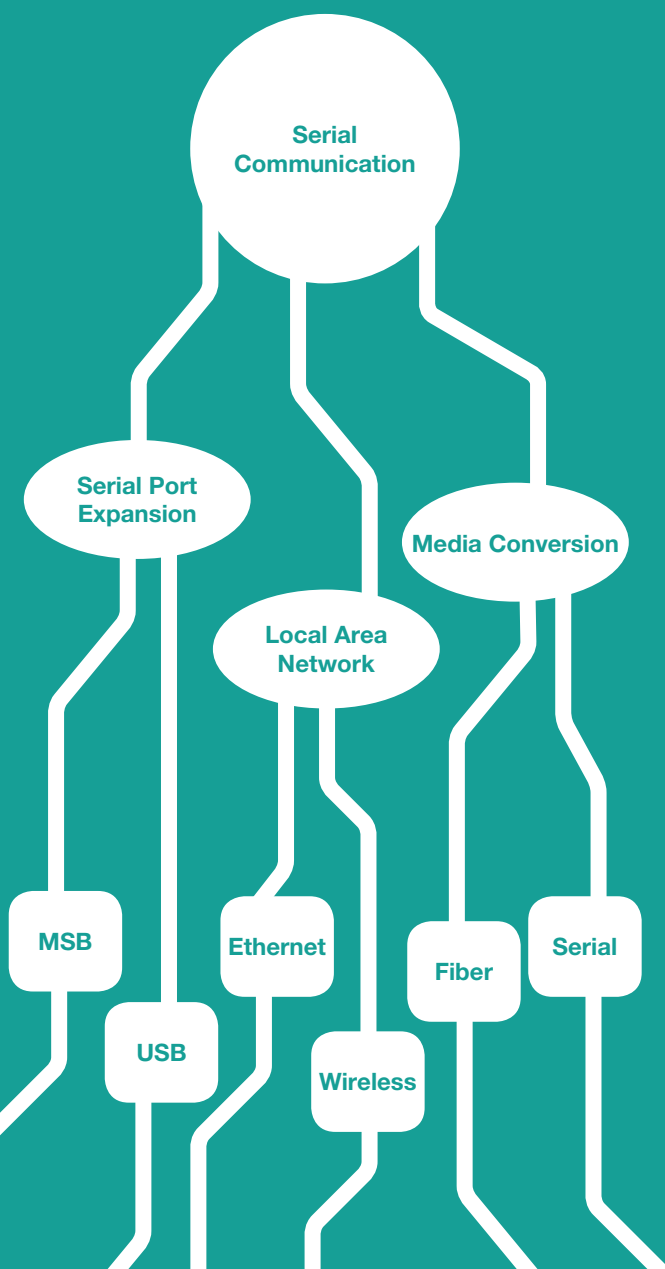 Serial
Communication
Serial Port
Expansion
Media Conversion
Local Area
Network
MSB
Ethernet
Serial
Fiber
USB
Wireless